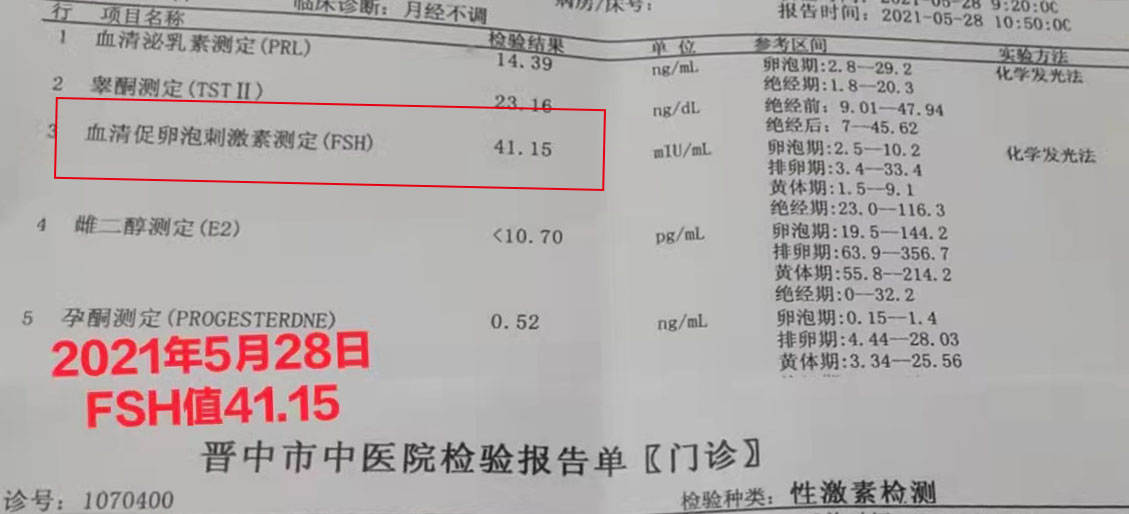 临床诊断：月经不调 病房/床号：
2021-05-28 9:20:00
报告时间：2021-05-28 10:50:00
行 项目名称 检验结果 单 位 参考区间 实验方法
1 血清泌乳素测定(PRL) 14.39 ng/mL 卵泡期:2.8—29.2 化学发光法
绝经期:1.8—20.3
2 睾酮测定(TSTⅡ) 23.16 ng/dL 绝经前: 9.01—47.94
绝经后: 7—45.62
3 血清促卵泡刺激素测定(FSH) 41.15 mIU/mL 卵泡期:2.5—10.2 化学发光法
排卵期:3.4—33.4
黄体期:1.5—9.1
绝经期:23.0—116.3
4 雌二醇测定(E2) <10.70 pg/mL 卵泡期:19.5—144.2
排卵期:63.9—356.7
黄体期:55.8—214.2
绝经期:0—32.2
5 孕酮测定(PROGESTERDNE) 0.52 ng/mL 卵泡期:0.15—1.4
排卵期:4.44—28.03
黄体期:3.34—25.56
2021年5月28日
FSH值41.15
晋中市中医院检验报告单〖门诊〗
诊号: 1070400 检验种类: 性激素检测